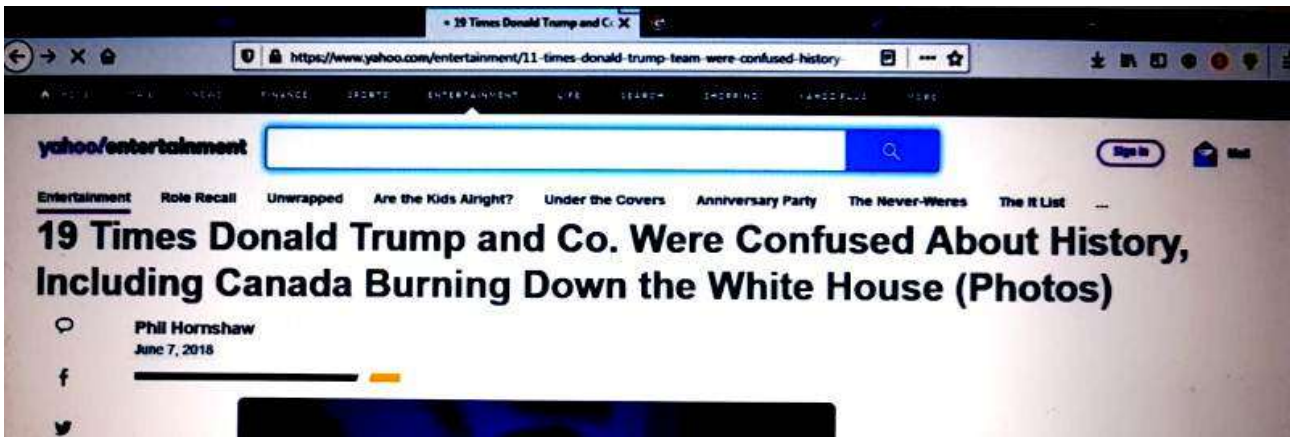 • 19 Times Donald Trump and C
https://www.yahoo.com/entertainment/11-times-donald-trump-team-were-confused-history-
FINANCE SPORTS ENTERTAINMENT LIFE SEARCH SHOPPING YAHOO PLUS MORE
yahoo/entertainment
Sign in Mail
Entertainment Role Recall Unwrapped Are the Kids Alright? Under the Covers Anniversary Party The Never-Weres The It List ...
19 Times Donald Trump and Co. Were Confused About History,
Including Canada Burning Down the White House (Photos)
Phil Hornshaw
June 7, 2018